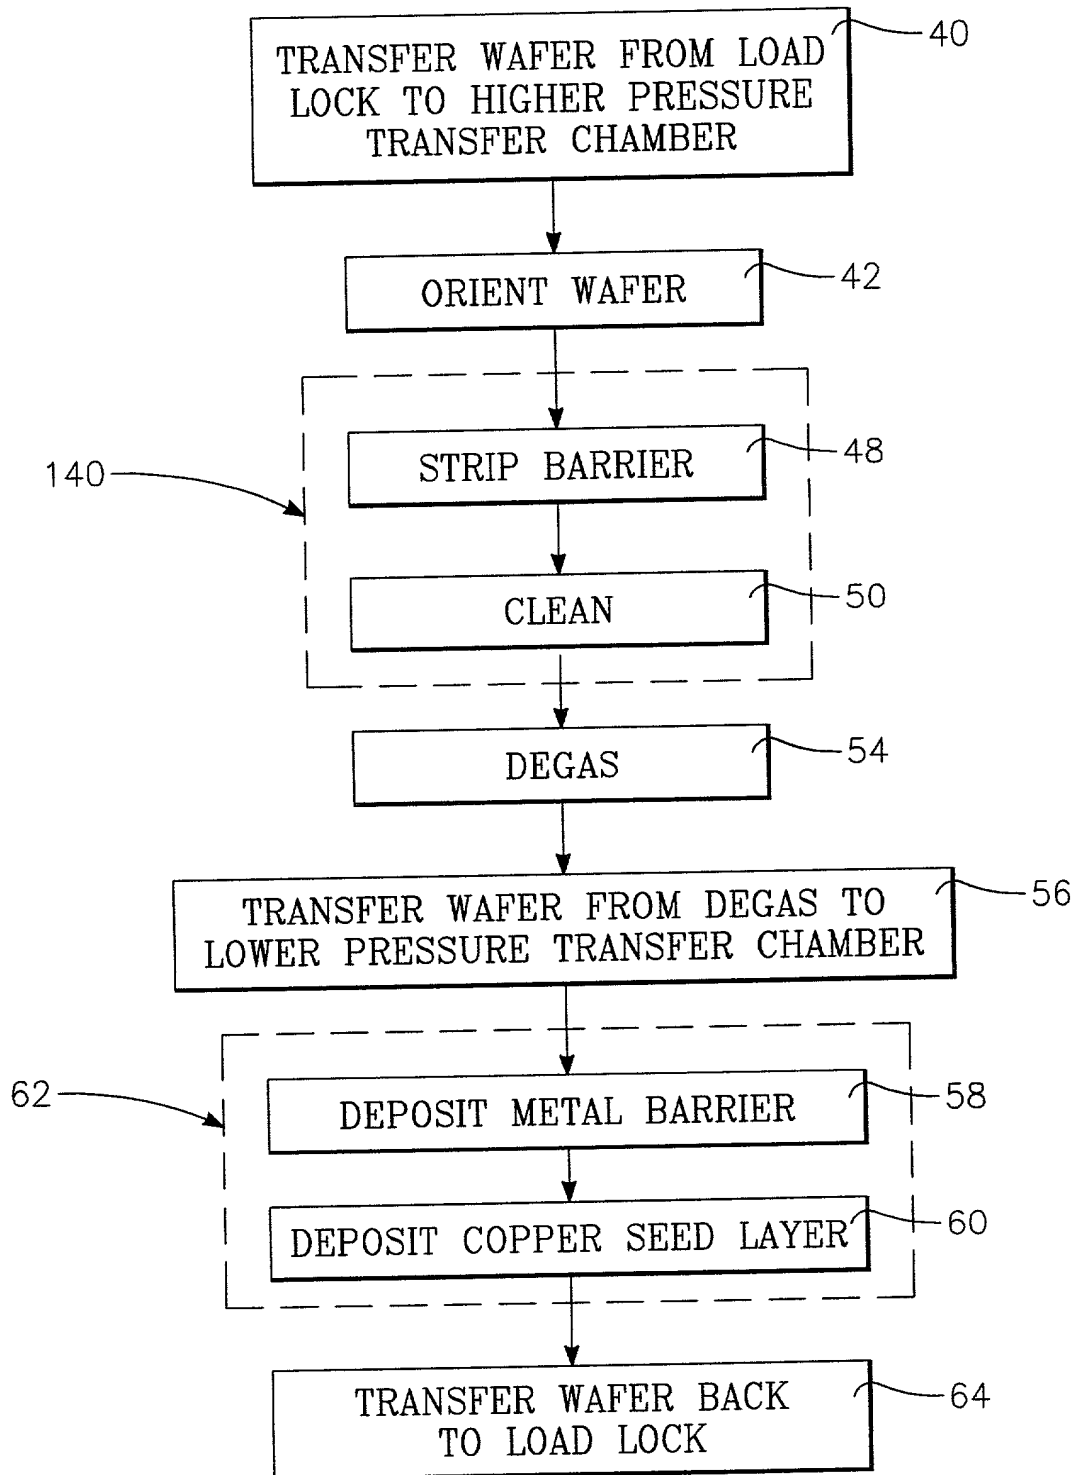 TRANSFER WAFER FROM LOAD
LOCK TO HIGHER PRESSURE
TRANSFER CHAMBER
40
ORIENT WAFER
42
STRIP BARRIER
48
140
CLEAN
50
DEGAS
54
TRANSFER WAFER FROM DEGAS TO
LOWER PRESSURE TRANSFER CHAMBER
56
DEPOSIT METAL BARRIER
58
62
DEPOSIT COPPER SEED LAYER
60
TRANSFER WAFER BACK
TO LOAD LOCK
64